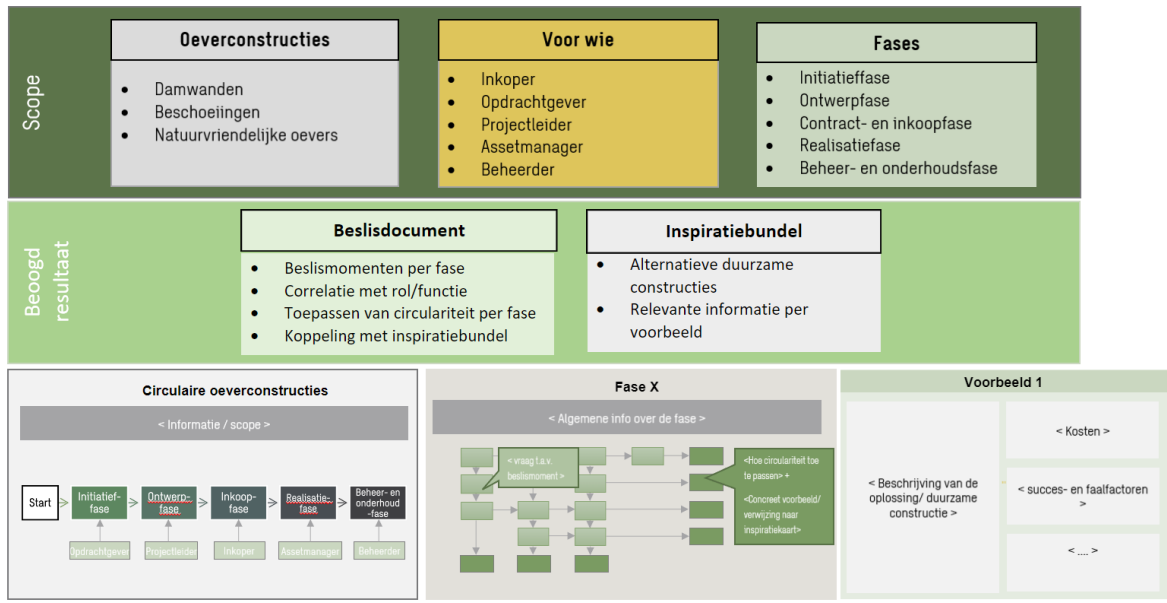 Scope
Oeverconstructies
• Damwanden
• Beschoeiingen
• Natuurvriendelijke oevers
Voor wie
• Inkoper
• Opdrachtgever
• Projectleider
• Assetmanager
• Beheerder
Fases
• Initiatieffase
• Ontwerpfase
• Contract- en inkoopfase
• Realisatiefase
• Beheer- en onderhoudsfase
Beoogd
resultaat
Beslisdocument
• Beslismomenten per fase
• Correlatie met rol/functie
• Toepassen van circulariteit per fase
• Koppeling met inspiratiebundel
Inspiratiebundel
• Alternatieve duurzame
constructies
• Relevante informatie per
voorbeeld
Circulaire oeverconstructies
< Informatie / scope >
Start
Initiatief-
fase
Ontwerp-
fase
Inkoop-
fase
Realisatie-
fase
Beheer- en
onderhoud
-fase
Opdrachtgever
Projectleider
Inkoper
Assetmanager
Beheerder
Fase X
< Algemene info over de fase >
< vraag t.a.v.
beslismoment >
<Hoe circulariteit toe
te passen> +
<Concreet voorbeeld/
verwijzing naar
inspiratiekaart>
Voorbeeld 1
< Beschrijving van de
oplossing/ duurzame
constructie >
< Kosten >
< succes- en faalfactoren
>
< .... >